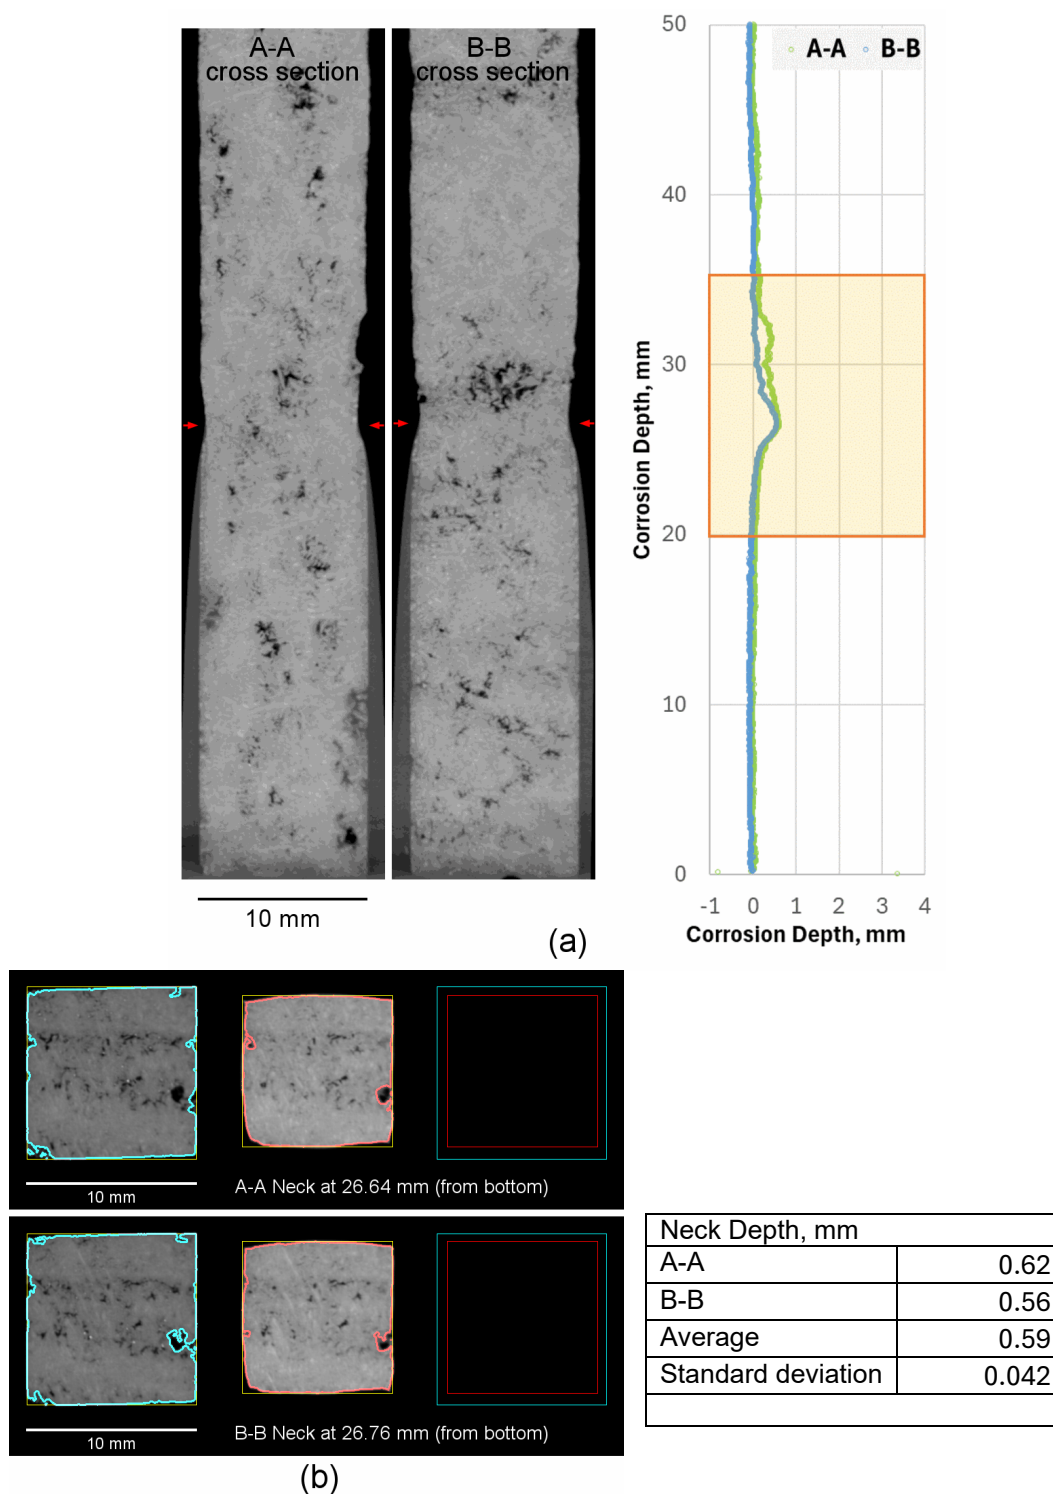 A-A
cross section
B-B
cross section
10 mm
(a)
A-A B-B
50
40
30
20
10
0
-1 0 1 2 3 4
Corrosion Depth, mm
Corrosion Depth, mm
10 mm
A-A Neck at 26.64 mm (from bottom)
10 mm
B-B Neck at 26.76 mm (from bottom)
(b)
Neck Depth, mm
A-A 0.62
B-B 0.56
Average 0.59
Standard deviation 0.042